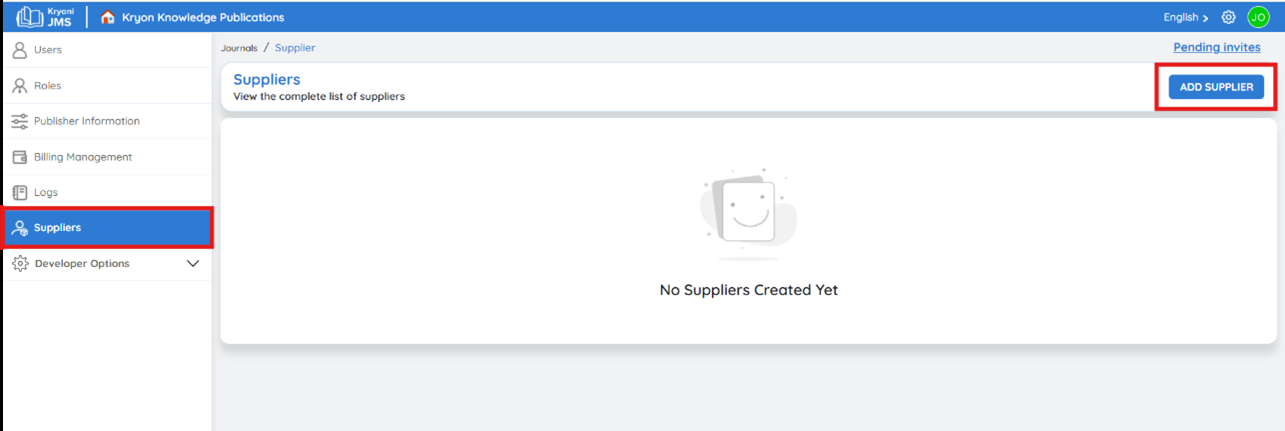 Kryoni
JMS
Kryon Knowledge Publications
English >
JO
Users
Roles
Publisher Information
Billing Management
Logs
Suppliers
Developer Options
Journals / Supplier
Pending invites
Suppliers
View the complete list of suppliers
ADD SUPPLIER
No Suppliers Created Yet